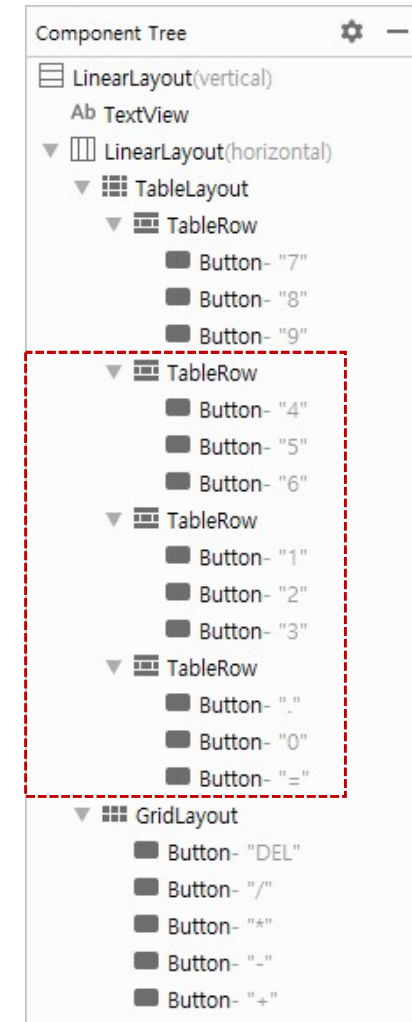 Component Tree
LinearLayout(vertical)
Ab TextView
LinearLayout(horizontal)
TableLayout
TableRow
Button- "7"
Button- "8"
Button- "9"
TableRow
Button- "4"
Button- "5"
Button- "6"
TableRow
Button- "1"
Button- "2"
Button- "3"
TableRow
Button- "."
Button- "0"
Button- "="
GridLayout
Button- "DEL"
Button- "/"
Button- "*"
Button- "-"
Button- "+"